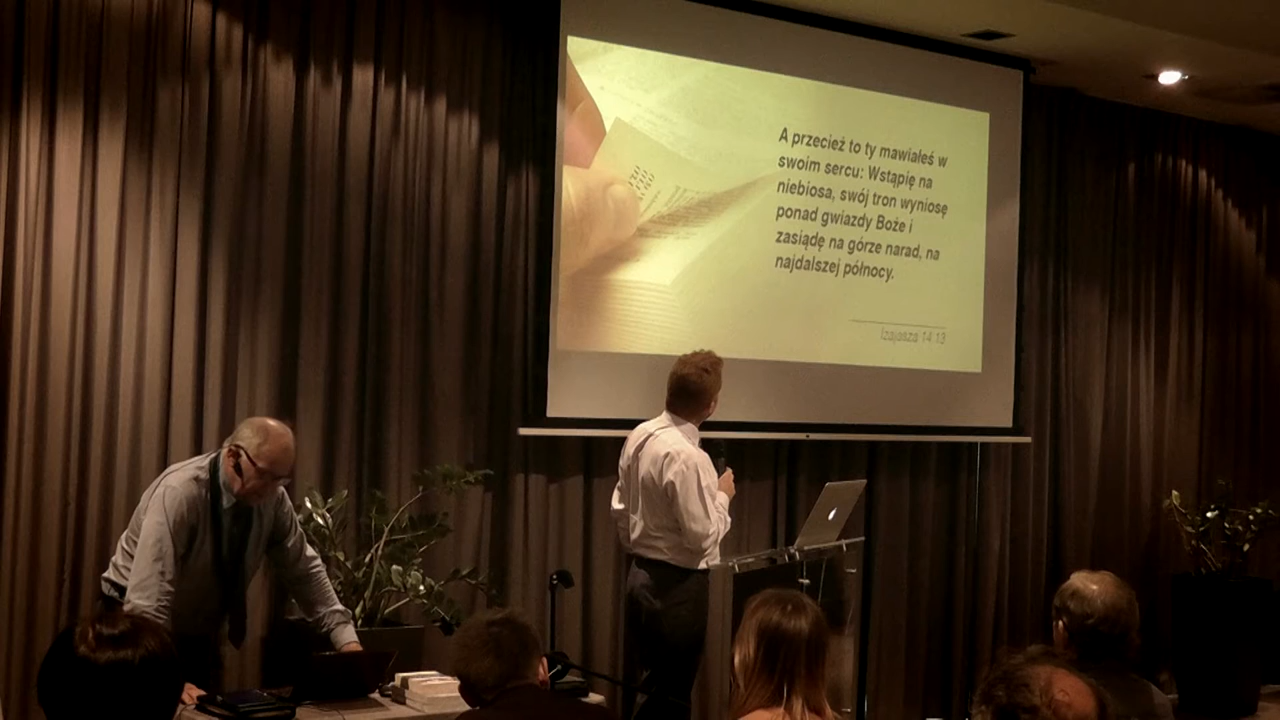 A przecież to ty mawiałeś w
swoim sercu: Wstąpię na
niebiosa, swój tron wyniosę
ponad gwiazdy Boże i
zasiądę na górze narad, na
najdalszej północy.
Izajasza 14.13